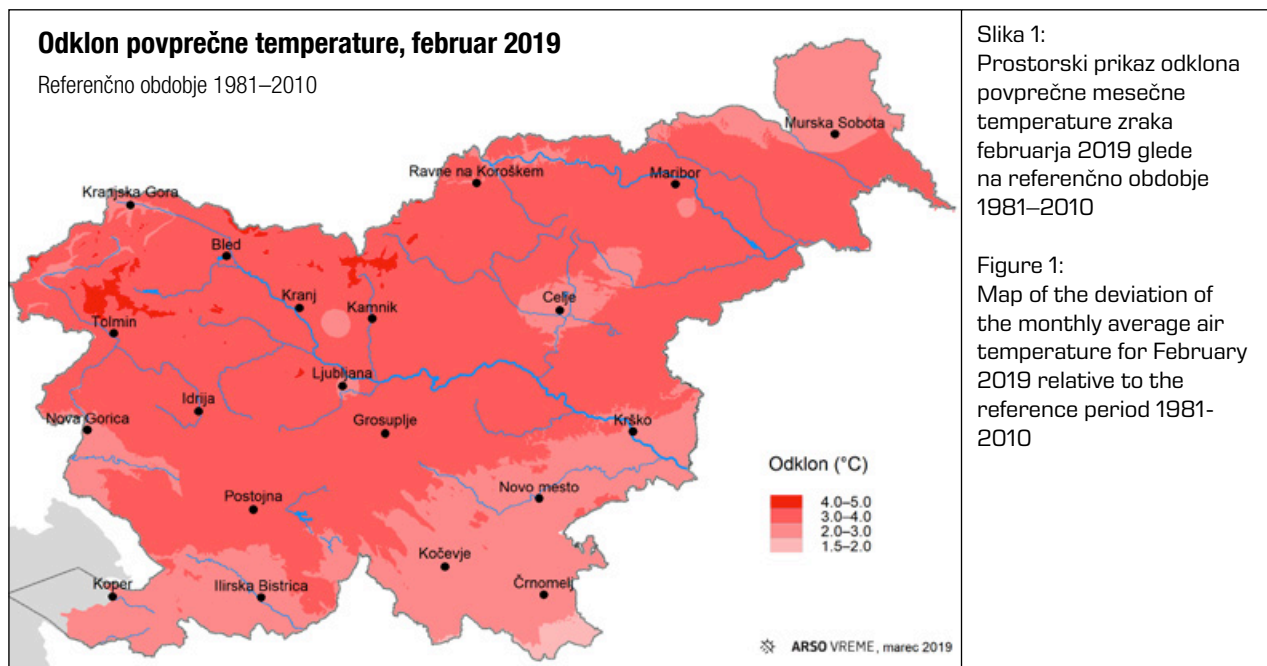 Odklon povprečne temperature, februar 2019
Referenčno obdobje 1981–2010
Murska Sobota
Ravne na Koroškem
Maribor
Kranjska Gora
Bled
Kranj
Kamnik
Celje
Tolmin
Ljubljana
Idrija
Nova Gorica
Grosuplje
Krško
Odklon (°C)
4.0–5.0
3.0–4.0
2.0–3.0
1.5–2.0
Postojna
Novo mesto
Kočevje
Koper
Ilirska Bistrica
Črnomelj
ARSO VREME, marec 2019
Slika 1:
Prostorski prikaz odklona
povprečne mesečne
temperature zraka
februarja 2019 glede
na referenčno obdobje
1981–2010
Figure 1:
Map of the deviation of
the monthly average air
temperature for February
2019 relative to the
reference period 1981-
2010